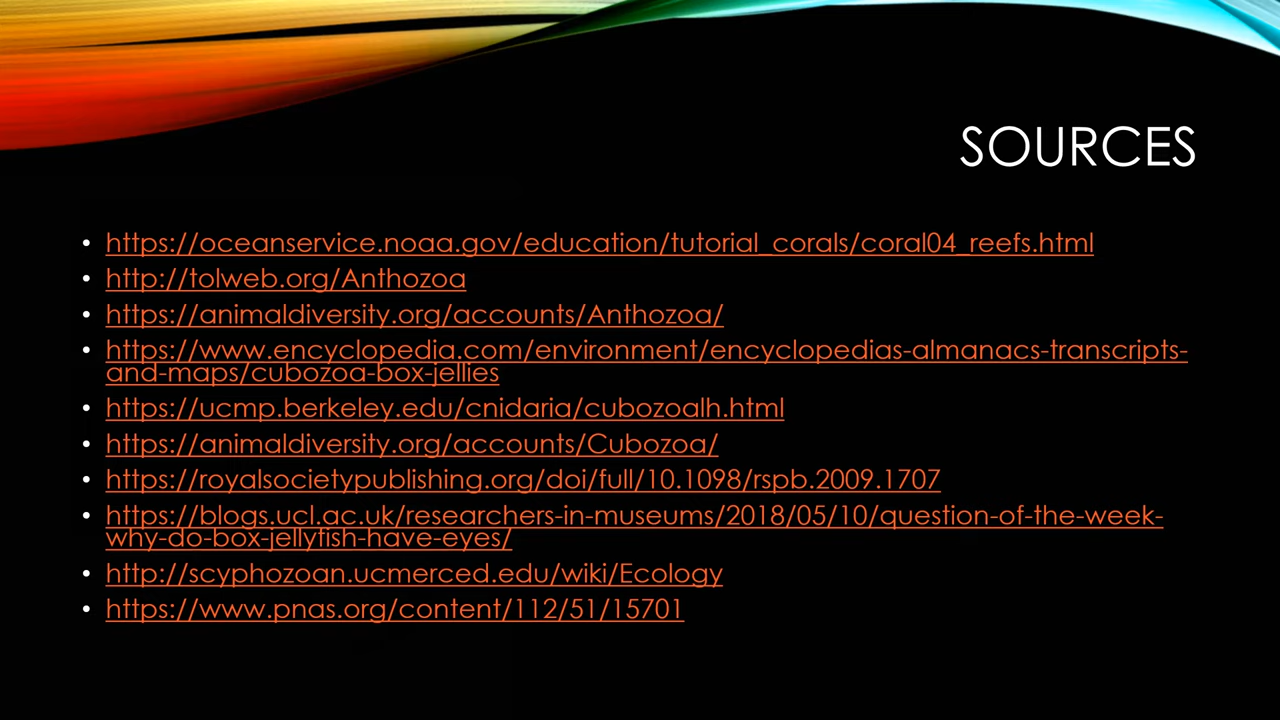 SOURCES
• https://oceanservice.noaa.gov/education/tutorial_corals/coral04_reefs.html
• http://tolweb.org/Anthozoa
• https://animaldiversity.org/accounts/Anthozoa/
• https://www.encyclopedia.com/environment/encyclopedias-almanacs-transcripts-
and-maps/cubozoa-box-jellies
• https://ucmp.berkeley.edu/cnidaria/cubozoalh.html
• https://animaldiversity.org/accounts/Cubozoa/
• https://royalsocietypublishing.org/doi/full/10.1098/rspb.2009.1707
• https://blogs.ucl.ac.uk/researchers-in-museums/2018/05/10/question-of-the-week-
why-do-box-jellyfish-have-eyes/
• http://scyphozoan.ucmerced.edu/wiki/Ecology
• https://www.pnas.org/content/112/51/15701